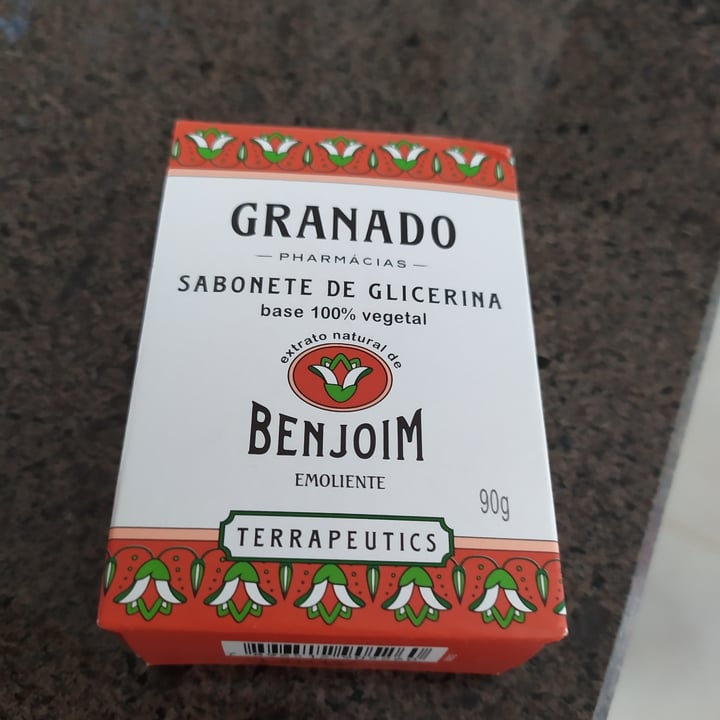 GRANADO
PHARMÁCIAS
SABONETE DE GLICERINA
base 100% vegetal
extrato natural de
BENJOIM
EMOLIENTE
90g
TERRAPEUTICS